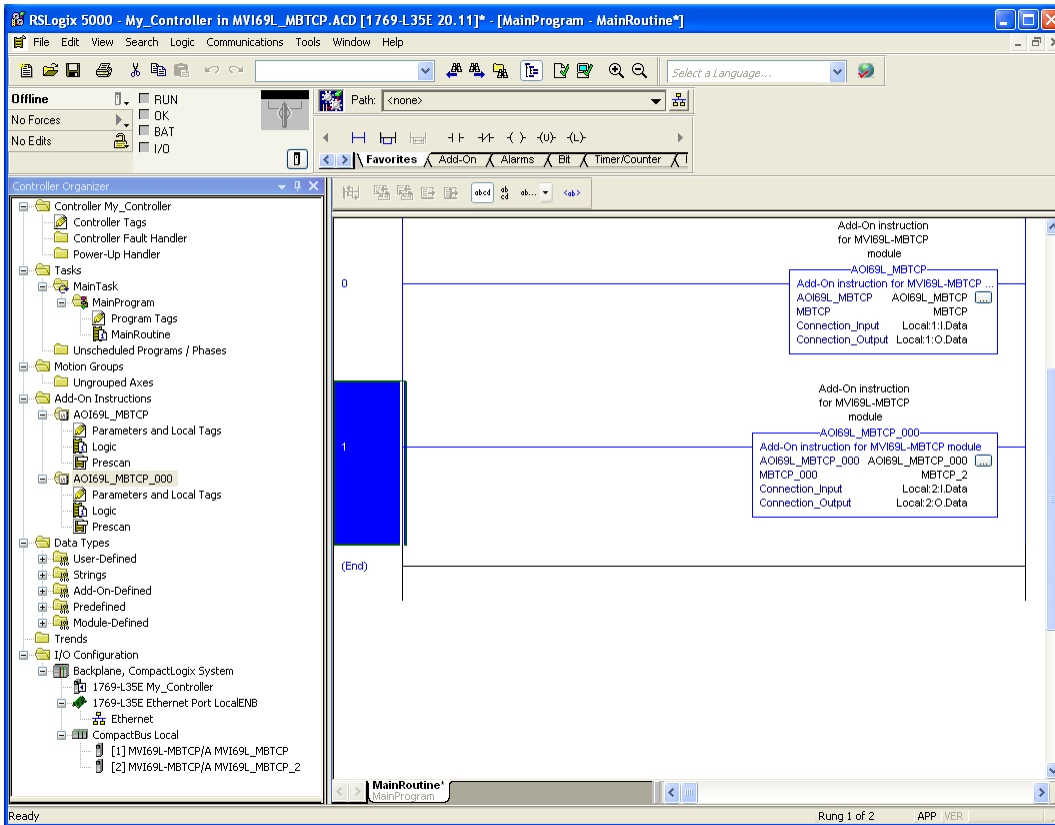 RSLogix 5000 - My_Controller in MVI69L_MBTCP.ACD [1769-L35E 20.11]* - [MainProgram - MainRoutine*]
File Edit View Search Logic Communications Tools Window Help
Select a Language...
Offline
RUN
No Forces
OK
No Edits
BAT
I/O
Path: <none>
Favorites Add-On Alarms Bit Timer/Counter
Controller Organizer
abcd
ab
cd
ab...
<ab>
Controller My_Controller
Controller Tags
Controller Fault Handler
Power-Up Handler
Tasks
MainTask
MainProgram
Program Tags
MainRoutine
Unscheduled Programs / Phases
Motion Groups
Ungrouped Axes
Add-On Instructions
AOI69L_MBTCP
Parameters and Local Tags
Logic
Prescan
AOI69L_MBTCP_000
Parameters and Local Tags
Logic
Prescan
Data Types
User-Defined
Strings
Add-On-Defined
Predefined
Module-Defined
Trends
I/O Configuration
Backplane, CompactLogix System
1769-L35E My_Controller
1769-L35E Ethernet Port LocalENB
Ethernet
CompactBus Local
[1] MVI69L-MBTCP/A MVI69L_MBTCP
[2] MVI69L-MBTCP/A MVI69L_MBTCP_2
Add-On instruction
for MVI69L-MBTCP
module
0
AOI69L_MBTCP
Add-On instruction for MVI69L-MBTCP ...
AOI69L_MBTCP AOI69L_MBTCP ...
MBTCP MBTCP
Connection_Input Local:1:I.Data
Connection_Output Local:1:O.Data
Add-On instruction
for MVI69L-MBTCP
module
1
AOI69L_MBTCP_000
Add-On instruction for MVI69L-MBTCP module
AOI69L_MBTCP_000 AOI69L_MBTCP_000 ...
MBTCP_000 MBTCP_2
Connection_Input Local:2:I.Data
Connection_Output Local:2:O.Data
(End)
MainRoutine*
MainProgram
Ready
Rung 1 of 2 APP VER